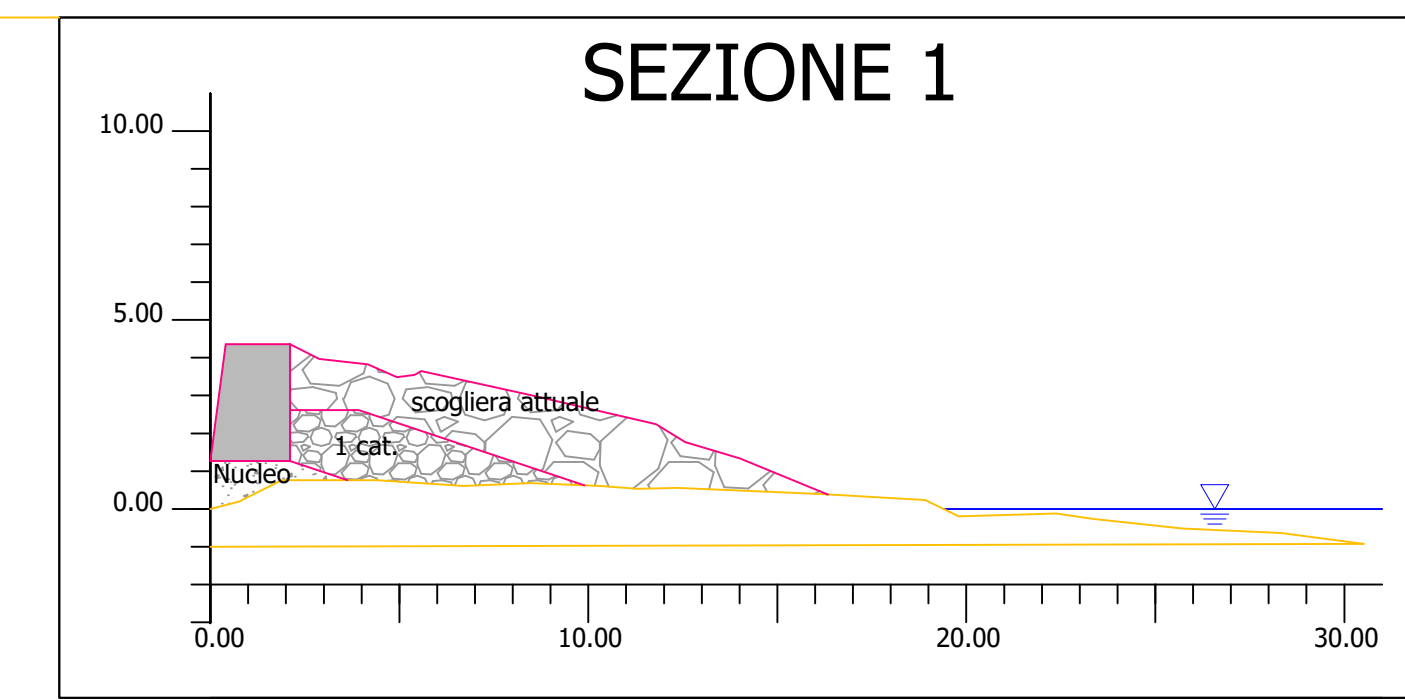 SEZIONE 1
10.00
5.00
scogliera attuale
1 cat.
Nucleo
0.00
0.00 10.00 20.00 30.00